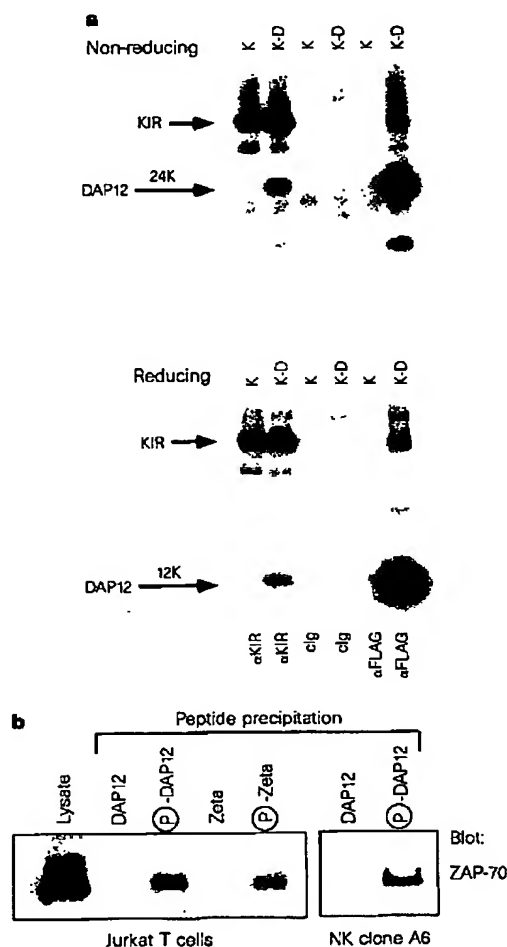 a
Non-reducing K K-D K K-D K K-D
KIR
DAP12 24K
Reducing K K-D K K-D K K-D
KIR
DAP12 12K
αKIR αKIR cIg cIg αFLAG αFLAG
b
Peptide precipitation
Lysate DAP12 P-DAP12 Zeta P-Zeta DAP12 P-DAP12
Blot:
ZAP-70
Jurkat T cells NK clone A6